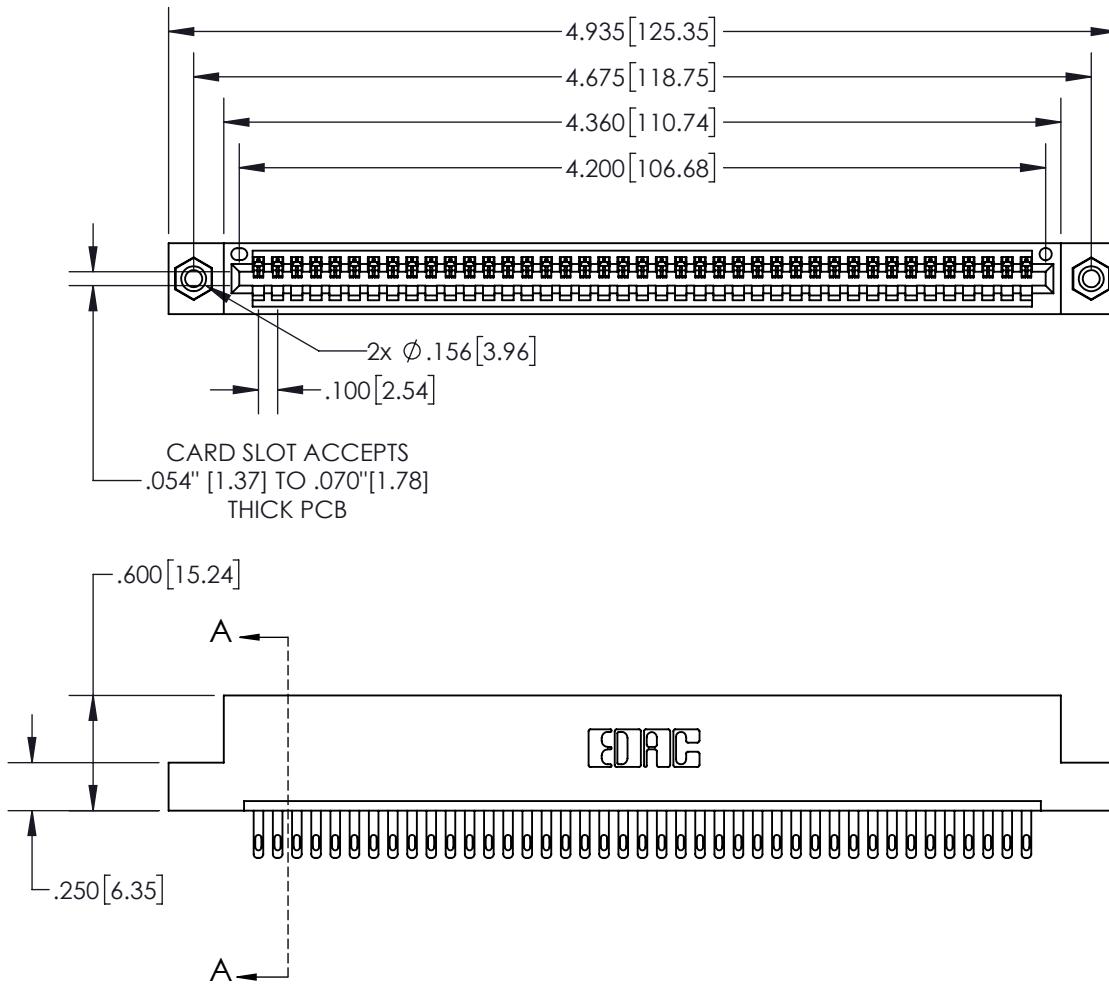 4.935[125.35]
4.675[118.75]
4.360[110.74]
4.200[106.68]
2x Ø .156[3.96]
.100[2.54]
CARD SLOT ACCEPTS
.054" [1.37] TO .070"[1.78]
THICK PCB
.600[15.24]
A
EDAC
.250[6.35]
A